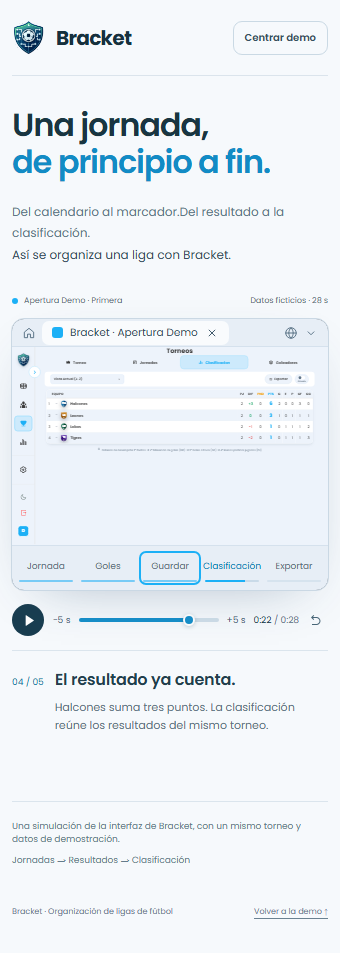 Bracket
Centrar demo
Una jornada,
de principio a fin.
Del calendario al marcador.Del resultado a la
clasificación.
Así se organiza una liga con Bracket.
Apertura Demo · Primera
Datos ficticios · 28 s
Bracket · Apertura Demo
Torneos
Torneo
Jornadas
Clasificación
Goleadores
Exportar
Equipo
Halcones
Leones
Lobos
Tigres
Jornada
Goles
Guardar
Clasificación
Exportar
-5 s
+5 s
0:22 / 0:28
04 / 05
El resultado ya cuenta.
Halcones suma tres puntos. La clasificación
reúne los resultados del mismo torneo.
Una simulación de la interfaz de Bracket, con un mismo torneo y
datos de demostración.
Jornadas → Resultados → Clasificación
Bracket · Organización de ligas de fútbol
Volver a la demo ↑